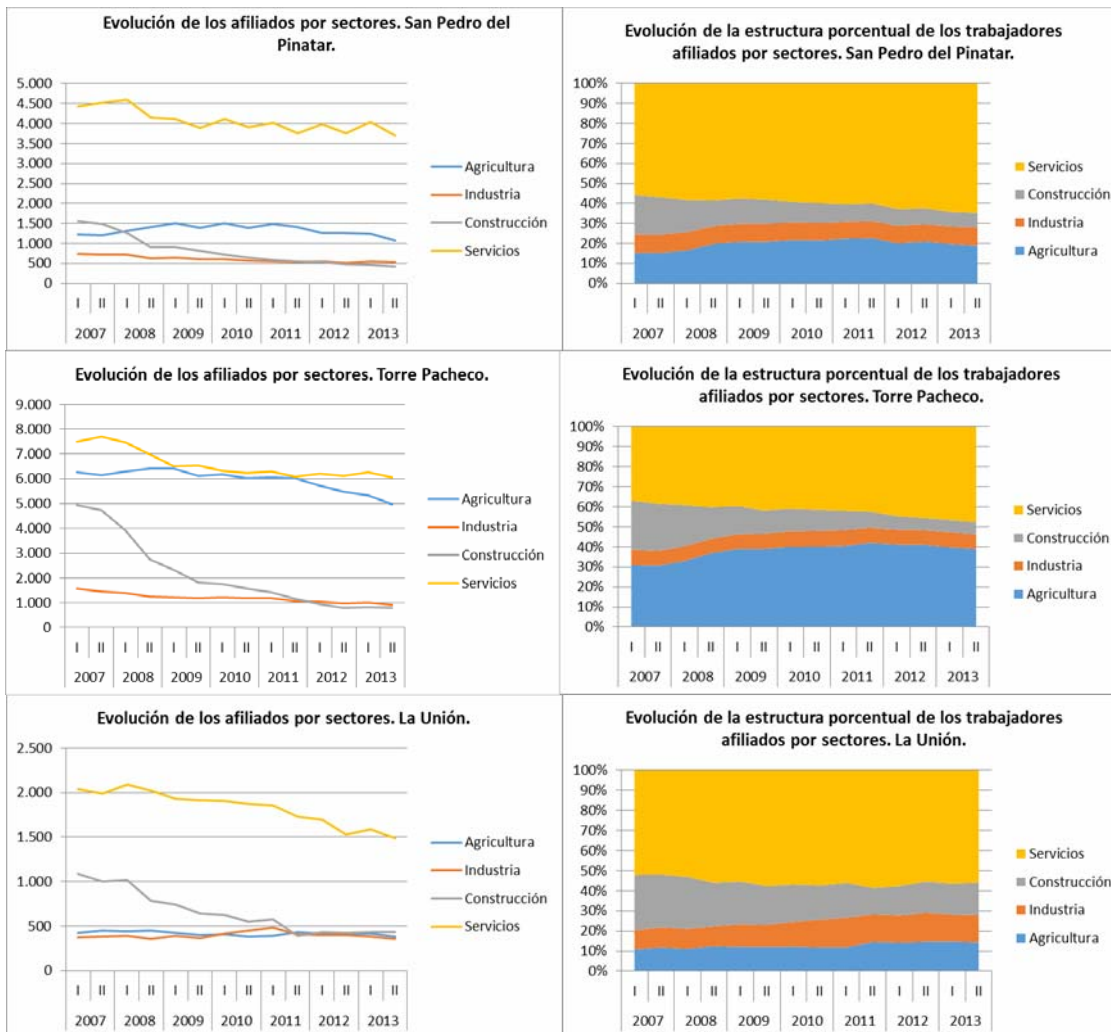 Evolución de los afiliados por sectores. San Pedro del
Pinatar.
5.000
4.500
4.000
3.500
3.000
2.500
2.000
1.500
1.000
500
0
I II I II I II I II I II I II I II
2007 2008 2009 2010 2011 2012 2013
Agricultura
Industria
Construcción
Servicios
Evolución de la estructura porcentual de los trabajadores
afiliados por sectores. San Pedro del Pinatar.
100%
90%
80%
70%
60%
50%
40%
30%
20%
10%
0%
I II I II I II I II I II I II I II
2007 2008 2009 2010 2011 2012 2013
Servicios
Construcción
Industria
Agricultura
Evolución de los afiliados por sectores. Torre Pacheco.
9.000
8.000
7.000
6.000
5.000
4.000
3.000
2.000
1.000
0
I II I II I II I II I II I II I II
2007 2008 2009 2010 2011 2012 2013
Agricultura
Industria
Construcción
Servicios
Evolución de la estructura porcentual de los trabajadores
afiliados por sectores. Torre Pacheco.
100%
90%
80%
70%
60%
50%
40%
30%
20%
10%
0%
I II I II I II I II I II I II I II
2007 2008 2009 2010 2011 2012 2013
Servicios
Construcción
Industria
Agricultura
Evolución de los afiliados por sectores. La Unión.
2.500
2.000
1.500
1.000
500
0
I II I II I II I II I II I II I II
2007 2008 2009 2010 2011 2012 2013
Agricultura
Industria
Construcción
Servicios
Evolución de la estructura porcentual de los trabajadores
afiliados por sectores. La Unión.
100%
90%
80%
70%
60%
50%
40%
30%
20%
10%
0%
I II I II I II I II I II I II I II
2007 2008 2009 2010 2011 2012 2013
Servicios
Construcción
Industria
Agricultura